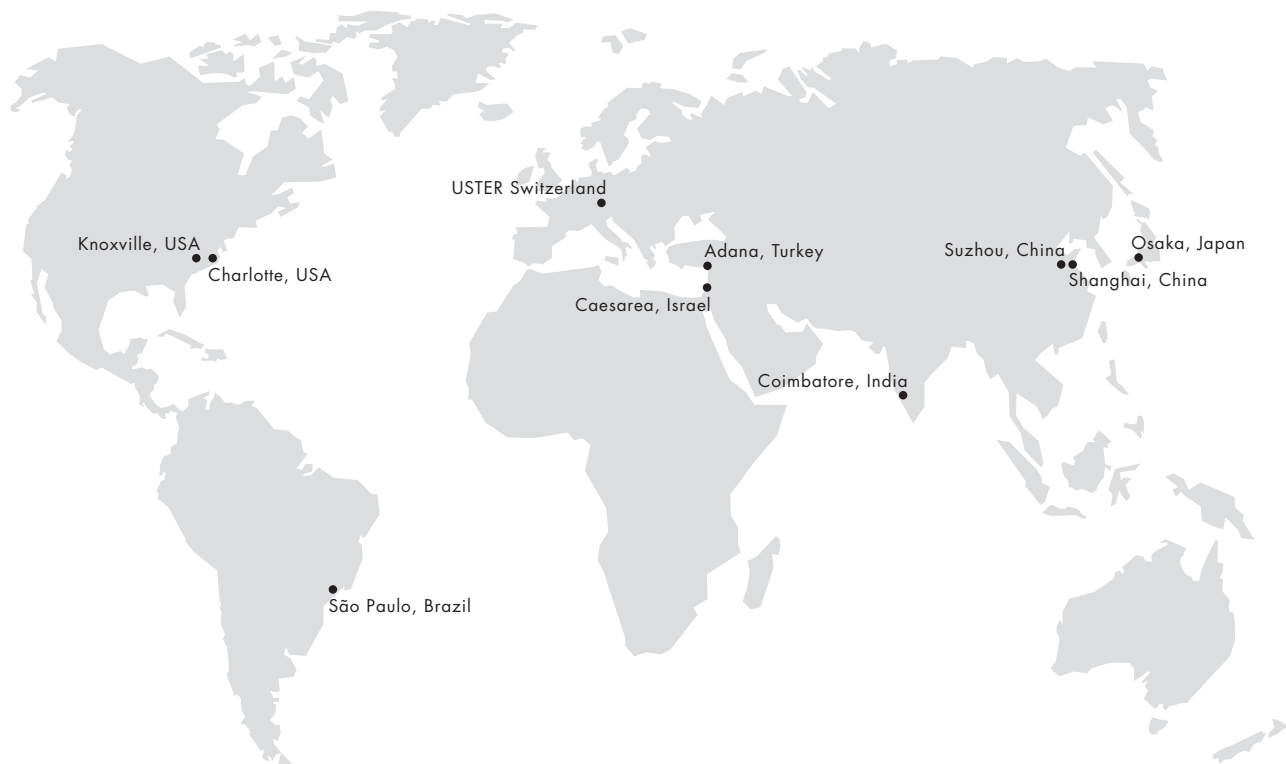 USTER Switzerland
Knoxville, USA
Charlotte, USA
Adana, Turkey
Caesarea, Israel
Suzhou, China
Osaka, Japan
Shanghai, China
Coimbatore, India
São Paulo, Brazil